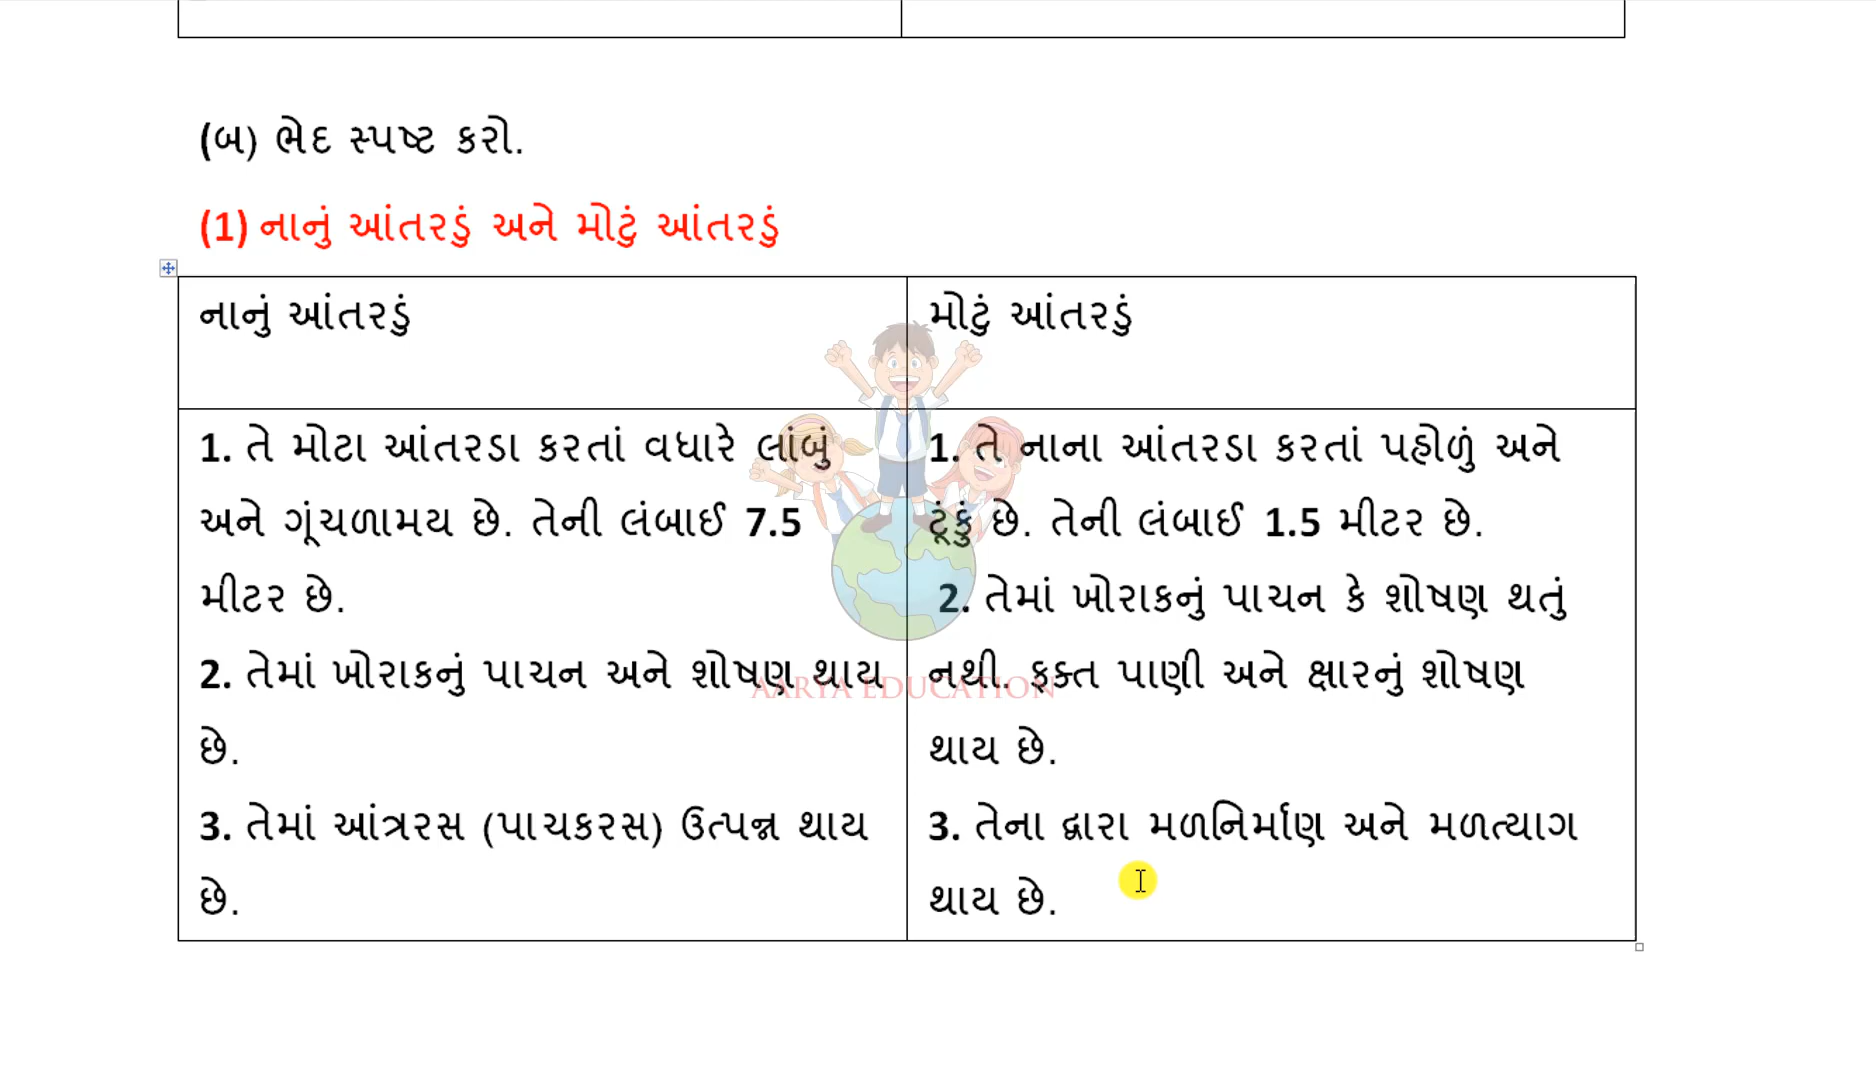 (બ) ભેદ સ્પષ્ટ કરો.
(1) નાનું આંતરડું અને મોટું આંતરડું
નાનું આંતરડું
મોટું આંતરડું
1. તે મોટા આંતરડા કરતાં વધારે લાંબું
અને ગૂંચળામય છે. તેની લંબાઈ 7.5
મીટર છે.
2. તેમાં ખોરાકનું પાચન અને શોષણ થાય
છે.
3. તેમાં આંત્રરસ (પાચકરસ) ઉત્પન્ન થાય
છે.
1. તે નાના આંતરડા કરતાં પહોળું અને
ટૂંકું છે. તેની લંબાઈ 1.5 મીટર છે.
2. તેમાં ખોરાકનું પાચન કે શોષણ થતું
નથી. ફક્ત પાણી અને ક્ષારનું શોષણ
થાય છે.
3. તેના દ્વારા મળનિર્માણ અને મળત્યાગ
થાય છે.
AARYA EDUCATION